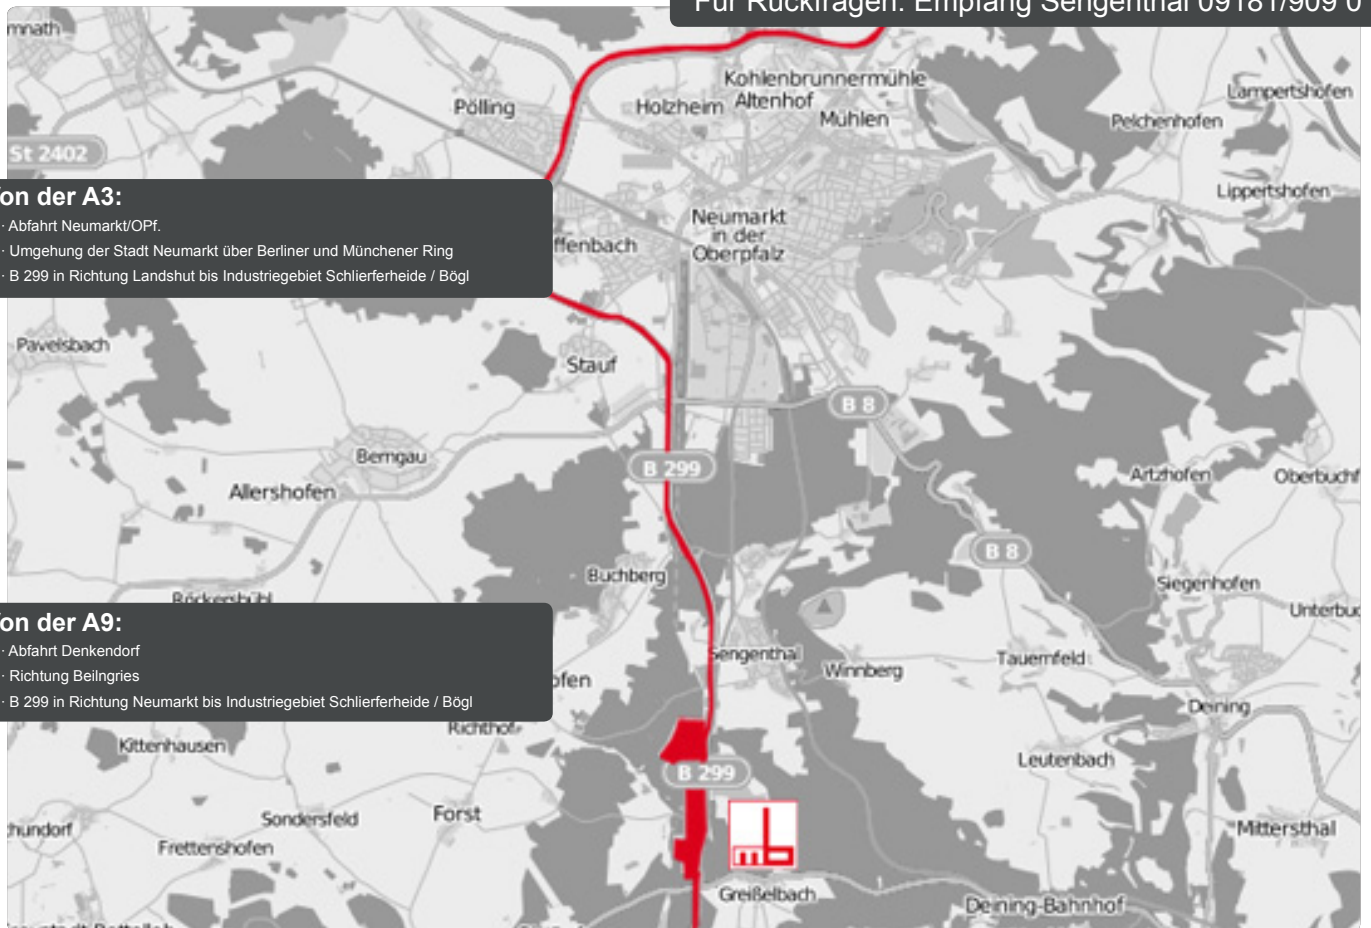 Für Rückfragen: Empfang Sengenthal 09181/909 0
Kohlenbrunnermühle
Pölling
Holzheim
Altenhof
Mühlen
Lampertshofen
Pelchenhofen
St 2402
Lippertshofen
on der A3:
· Abfahrt Neumarkt/OPf.
· Umgehung der Stadt Neumarkt über Berliner und Münchener Ring
· B 299 in Richtung Landshut bis Industriegebiet Schlierferheide / Bögl
ffenbach
Neumarkt
in der
Oberpfalz
Pavelsbach
Stauf
B 8
Berngau
B 299
Allershofen
Artzhofen
Oberbuchf
B 8
Buchberg
Siegenhofen
Röckersbühl
Unterbuc
on der A9:
· Abfahrt Denkendorf
· Richtung Beilngries
· B 299 in Richtung Neumarkt bis Industriegebiet Schlierferheide / Bögl
ofen
Sengenthal
Winnberg
Tauernfeld
Deining
Richthof
Kittenhausen
Leutenbach
B 299
Sondersfeld
Forst
hundorf
Frettenshofen
Mittersthal
mb
Greißelbach
Deining-Bahnhof